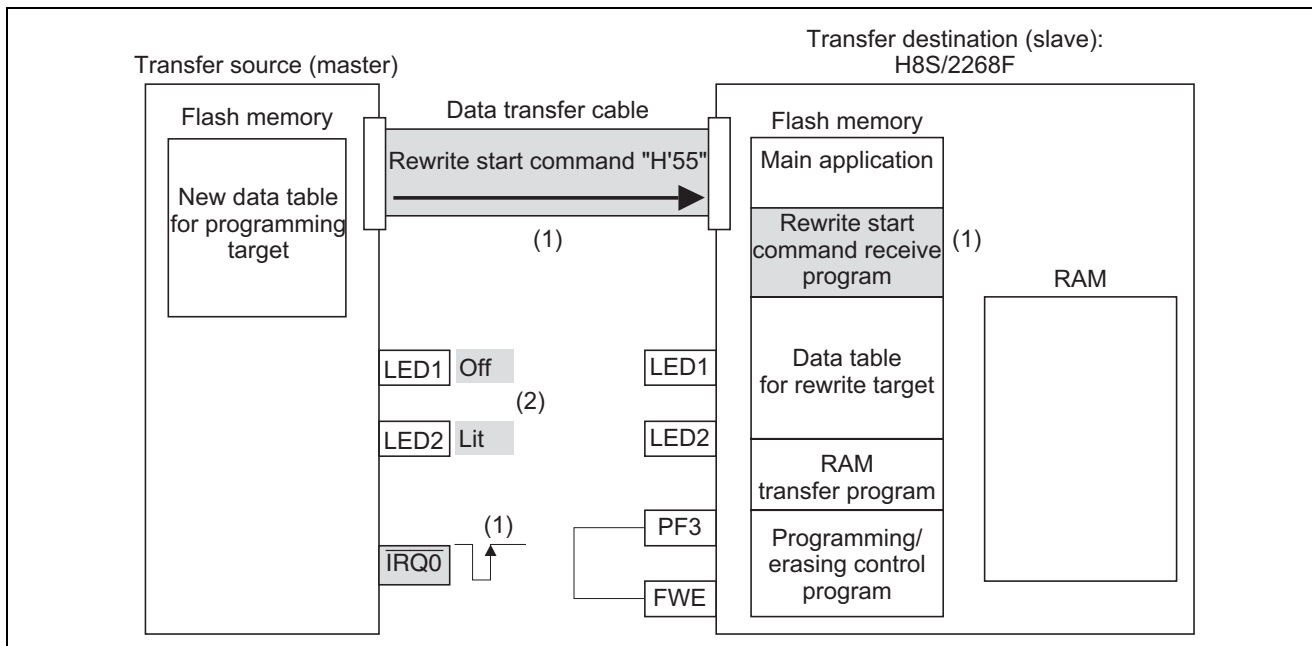 Transfer source (master)
Flash memory
New data table
for programming
target
Data transfer cable
Rewrite start command "H'55"
(1)
LED1 Off
(2)
LED2 Lit
IRQ0
(1)
Transfer destination (slave):
H8S/2268F
Flash memory
Main application
Rewrite start
command receive
program
(1)
Data table
for rewrite target
RAM
transfer program
Programming/
erasing control
program
RAM
LED1
LED2
PF3
FWE